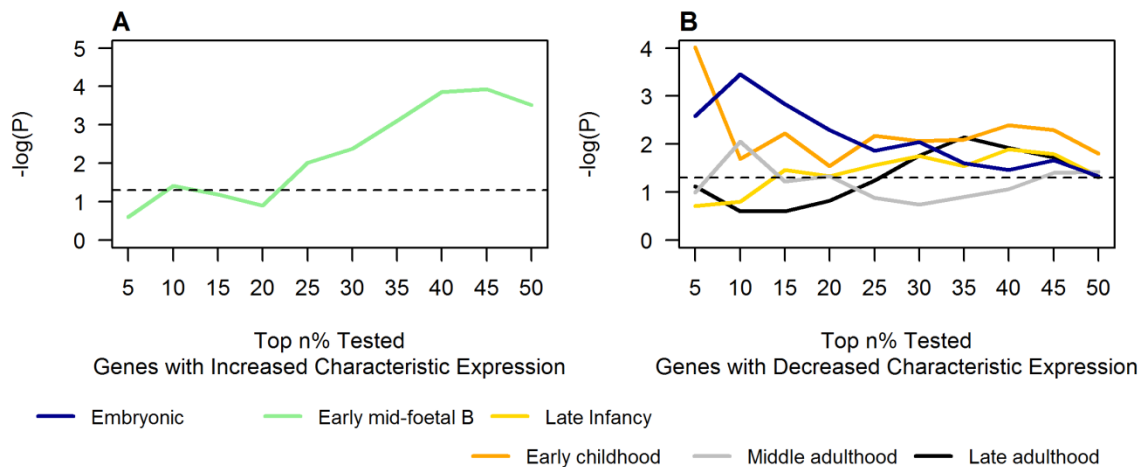 A
5
4
3
2
1
0
-log(P)
5 10 15 20 25 30 35 40 45 50
Top n% Tested
Genes with Increased Characteristic Expression
B
4
3
2
1
0
-log(P)
5 10 15 20 25 30 35 40 45 50
Top n% Tested
Genes with Decreased Characteristic Expression
Embryonic Early mid-foetal B Late Infancy
Early childhood Middle adulthood Late adulthood